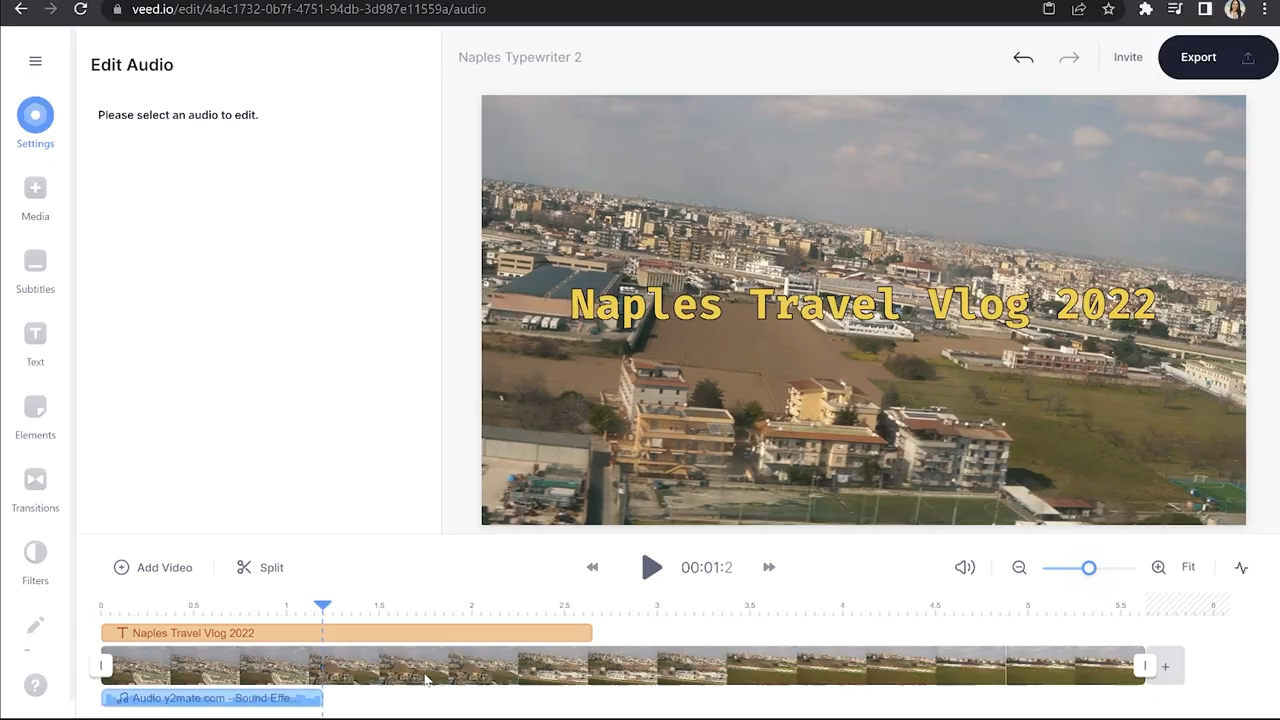 veed.io/edit/4a4c1732-0b7f-4751-94db-3d987e11559a/audio
Edit Audio
Please select an audio to edit.
Settings
Media
Subtitles
Text
Elements
Transitions
Filters
Naples Typewriter 2
Invite
Export
Naples Travel Vlog 2022
Add Video
Split
00:01:2
Fit
0 0.5 1 1.5 2 2.5 3 3.5 4 4.5 5 5.5 6
Naples Travel Vlog 2022
Audio y2mate.com - Sound Effe...